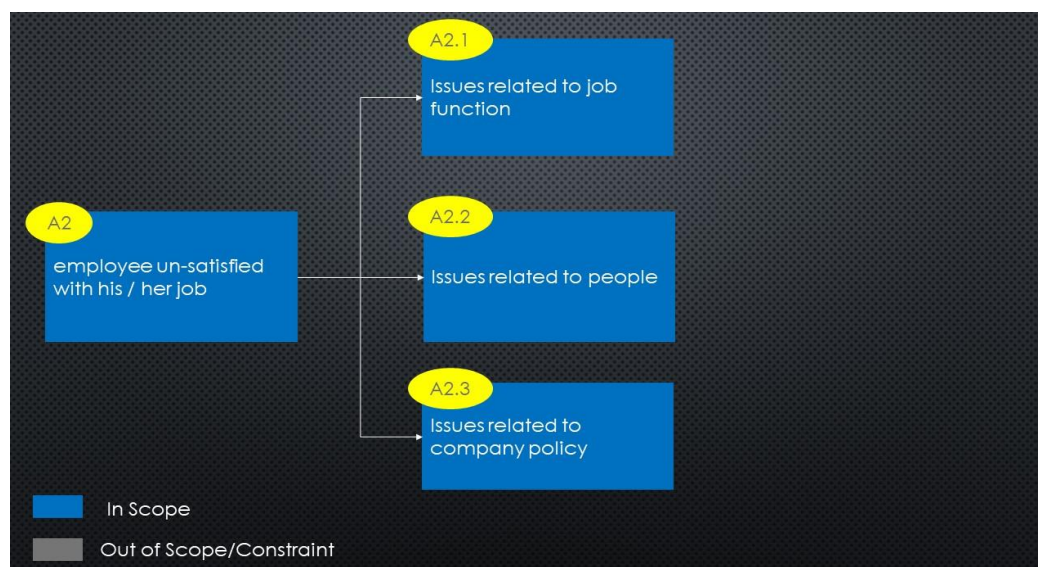 A2.1
Issues related to job
function
A2
employee un-satisfied
with his / her job
A2.2
Issues related to people
A2.3
Issues related to
company policy
In Scope
Out of Scope/Constraint